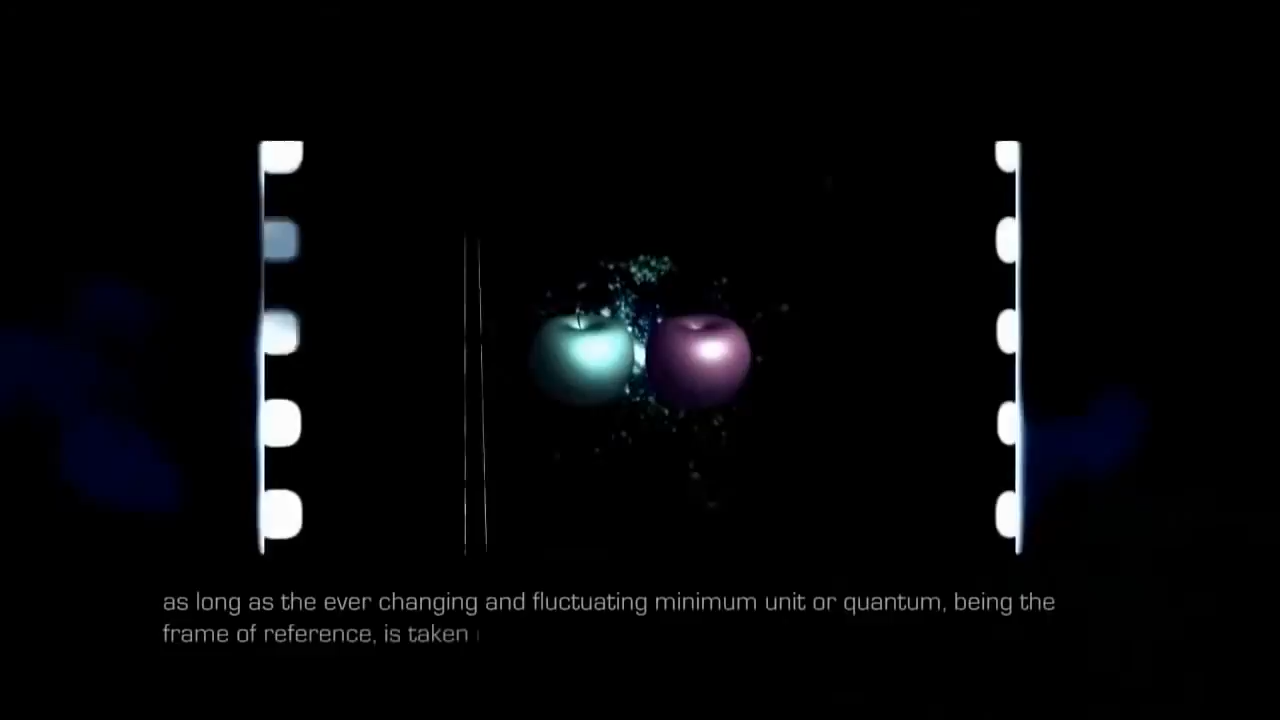 as long as the ever changing and fluctuating minimum unit or quantum, being the
frame of reference, is taken